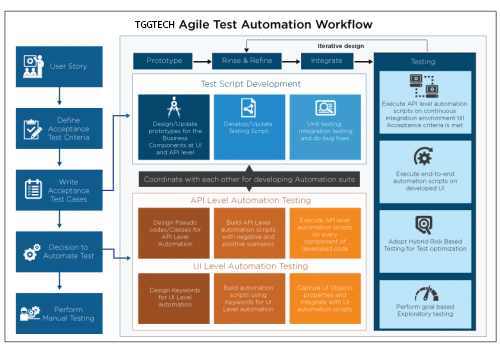 TGGTECH Agile Test Automation Workflow
Iterative design
Prototype
Rinse & Refine
Integrate
Testing
User Story
Define
Acceptance
Test Criteria
Write
Acceptance
Test Cases
Decision to
Automate Test
Perform
Manual Testing
Test Script Development
Design/Update
prototypes for the
Business
Components at UI
and API level
Develop/Update
Testing Script
Unit testing,
integration testing
and do bug fixes
Coordinate with each other for developing Automation suite
API Level Automation Testing
Design Pseudo
codes/Classes for
API Level
Automation
Build API Level
automation scripts
with negative and
positive scenarios
Execute API level
automation scripts
on every
component of
developed code
UI Level Automation Testing
Design Keywords
for UI Level
automation
Build automation
scripts using
Keywords for UI
Level automation
Capture UI Objects
properties and
integrate with UI
automation scripts
Execute API level automation
scripts on continuous
integration environment till
Acceptance criteria is met
Execute end-to-end
automation scripts on
developed UI
Adopt Hybrid Risk Based
Testing for Test optimization
Perform goal based
Exploratory testing